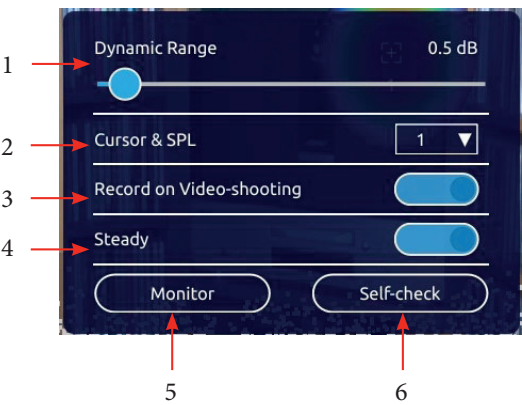 1 Dynamic Range 0.5 dB
2 Cursor & SPL 1 ▼
3 Record on Video-shooting
4 Steady
Monitor Self-check
5 6